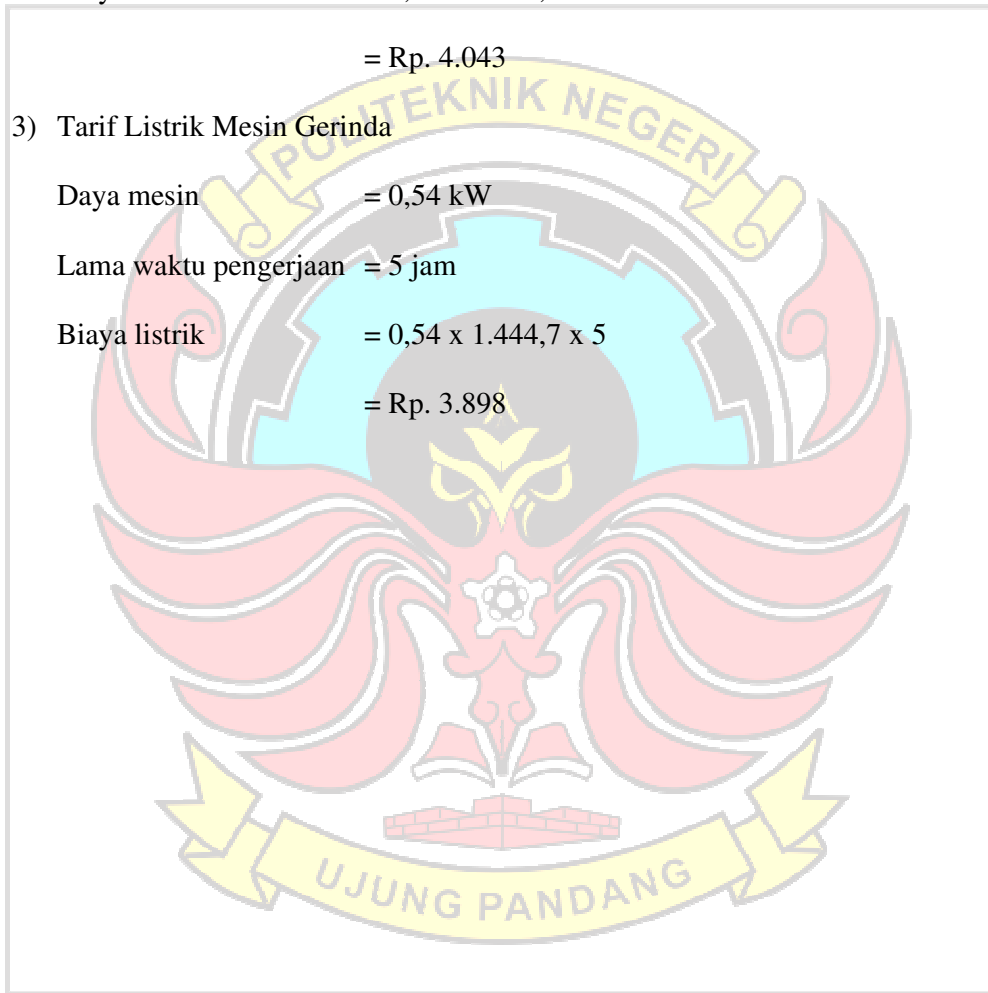 = Rp. 4.043
3) Tarif Listrik Mesin Gerinda
Daya mesin = 0,54 kW
Lama waktu pengerjaan = 5 jam
Biaya listrik = 0,54 x 1.444,7 x 5
= Rp. 3.898
POLITEKNIK NEGERI
UJUNG PANDANG